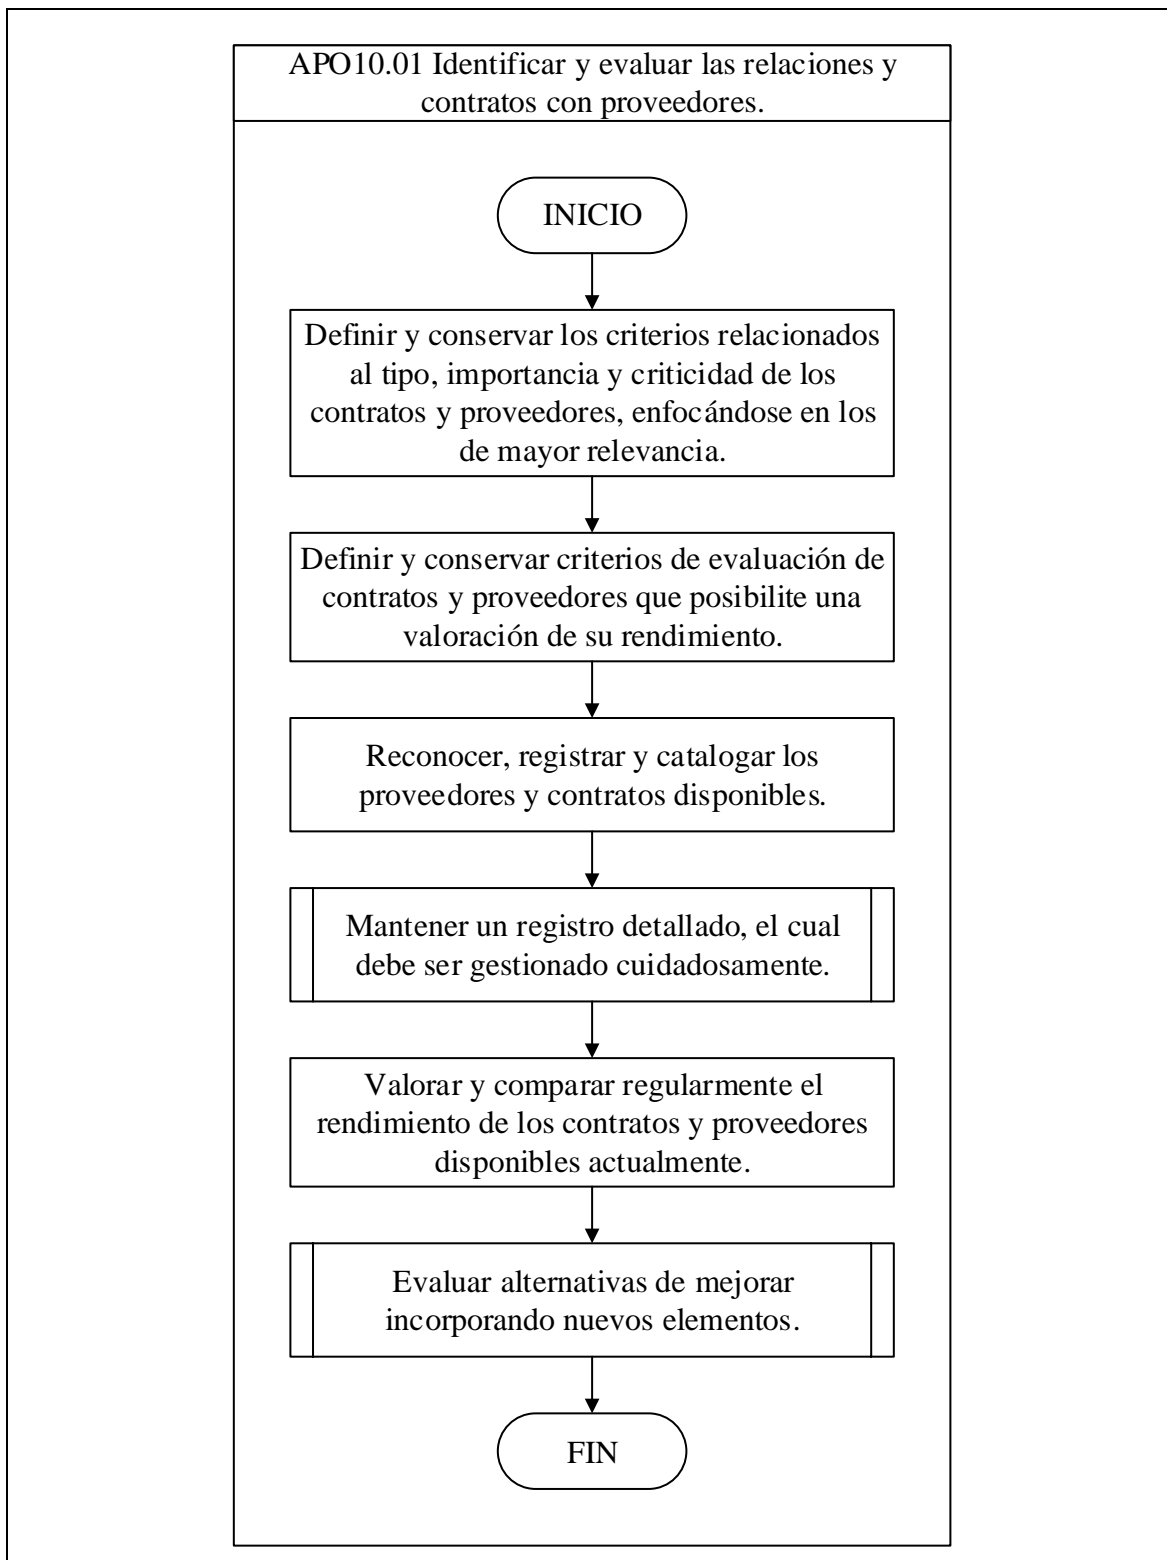 APO10.01 Identificar y evaluar las relaciones y
contratos con proveedores.
INICIO
Definir y conservar los criterios relacionados
al tipo, importancia y criticidad de los
contratos y proveedores, enfocándose en los
de mayor relevancia.
Definir y conservar criterios de evaluación de
contratos y proveedores que posibilite una
valoración de su rendimiento.
Reconocer, registrar y catalogar los
proveedores y contratos disponibles.
Mantener un registro detallado, el cual
debe ser gestionado cuidadosamente.
Valorar y comparar regularmente el
rendimiento de los contratos y proveedores
disponibles actualmente.
Evaluar alternativas de mejorar
incorporando nuevos elementos.
FIN